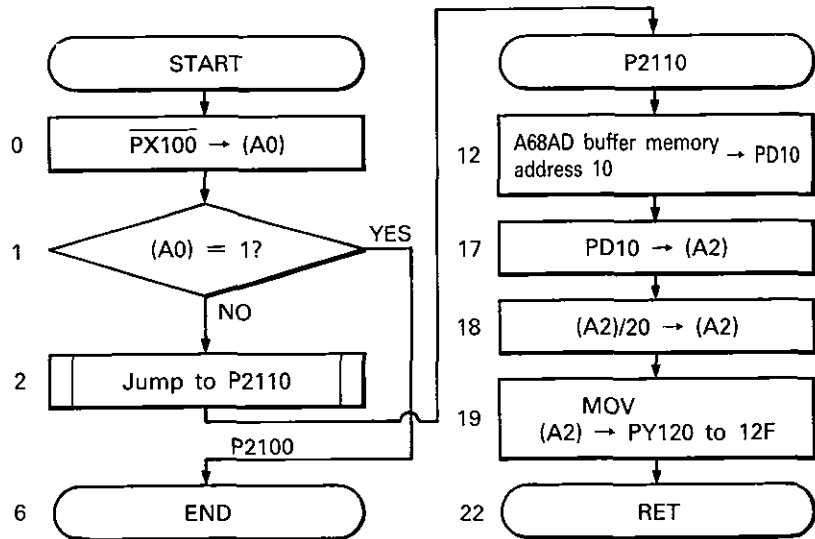 START
0
PX100 → (A0)
1
(A0) = 1?
YES
NO
2
Jump to P2110
P2100
6
END
P2110
12
A68AD buffer memory
address 10 → PD10
17
PD10 → (A2)
18
(A2)/20 → (A2)
19
MOV
(A2) → PY120 to 12F
22
RET